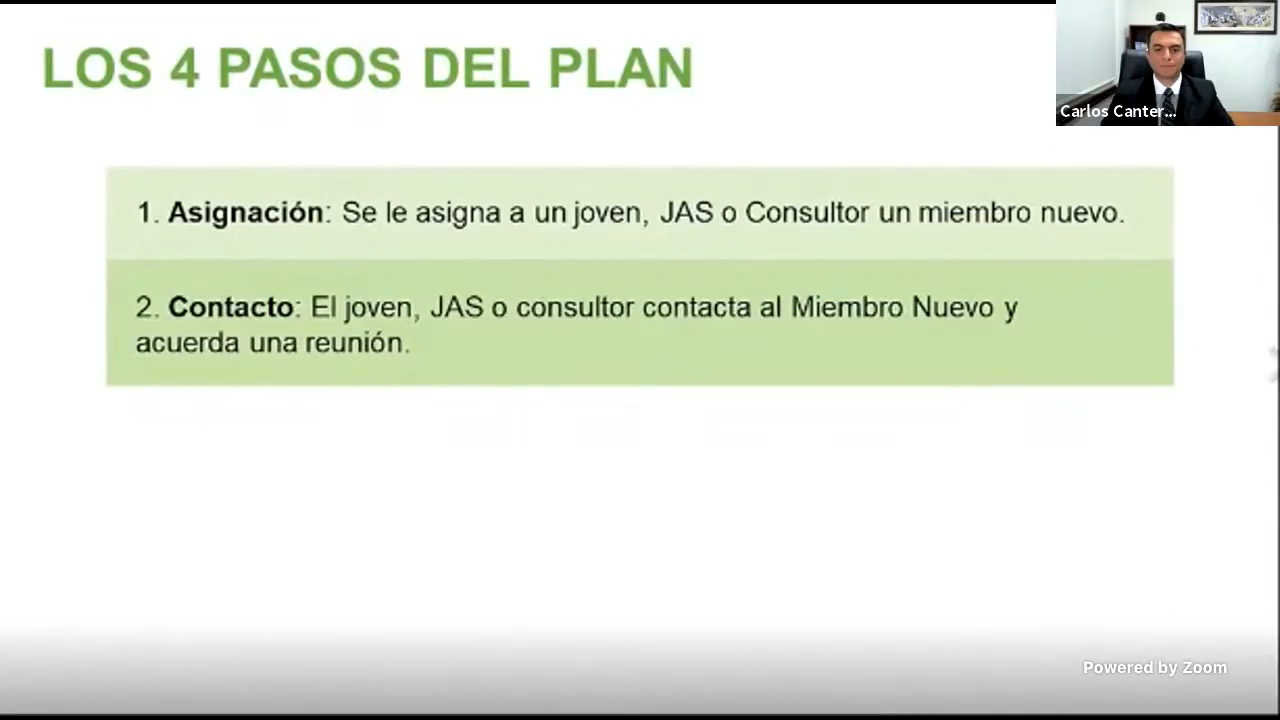 LOS 4 PASOS DEL PLAN
Carlos Canter...
1. Asignación: Se le asigna a un joven, JAS o Consultor un miembro nuevo.
2. Contacto: El joven, JAS o consultor contacta al Miembro Nuevo y
acuerda una reunión.
Powered by Zoom